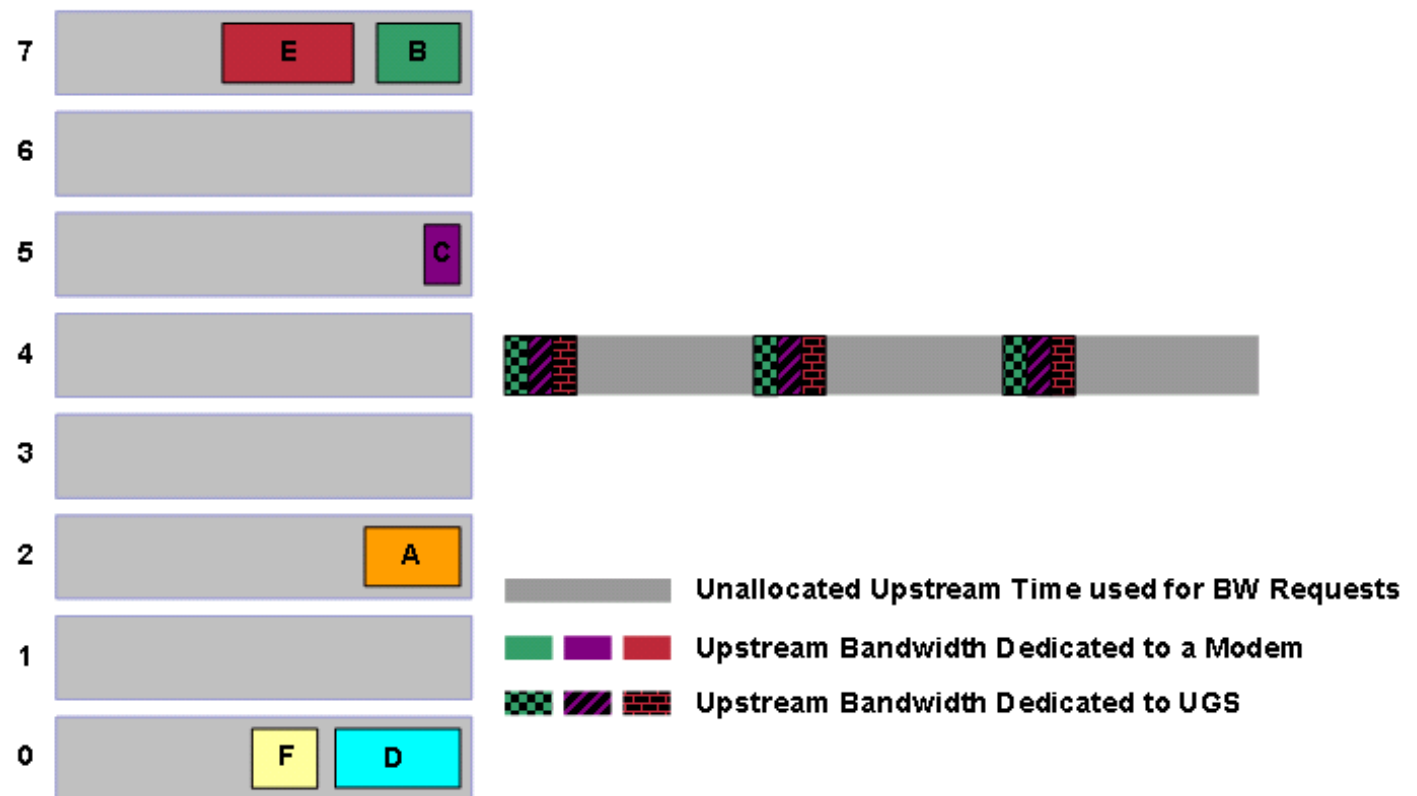 7 E B
6
5 C
4
3
2 A
Unallocated Upstream Time used for BW Requests
1
Upstream Bandwidth Dedicated to a Modem
Upstream Bandwidth Dedicated to UGS
0 F D